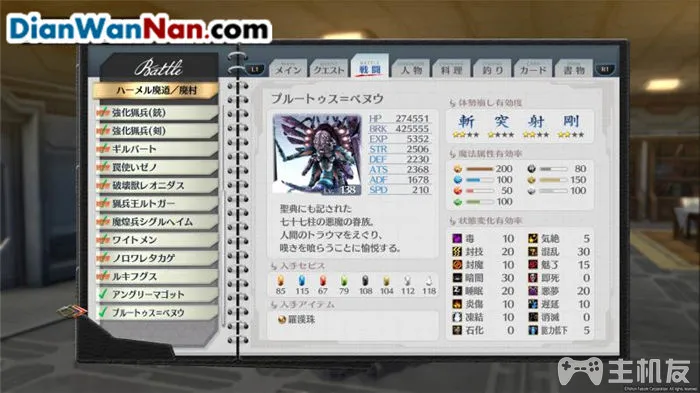 DianWanNan.Com
Battle
ハーメル廃道／廃村
強化猟兵(銃)
強化猟兵(剣)
ギルバート
罠使いゼノ
破壊獣レオニダス
猟兵王ルトガー
魔煌兵シグルヘイム
ワイトメン
ノロワレタカゲ
ルキフグス
アングリーマゴット
プルートゥス=ベヌウ
L1 メイン クエスト 戦闘 人物 料理 釣り カード 書物 R1
プルートゥス=ベヌウ
Lv. 138
HP 274551
BRK 425555
EXP 5352
STR 2506
DEF 2230
ATS 2368
ADF 1678
SPD 210
聖典にも記された
七十七柱の悪魔の眷族。
人間のトラウマをえぐり、
嘆きを喰らうことに愉悦する。
入手セピス
85 115 67 79 108 104 112 118
入手アイテム
羅漢珠
体勢崩し有効度
斬 突 射 剛
魔法属性有効率
200 80
100 150
50 100
100
状態変化有効率
毒 10 気絶 5
封技 20 混乱 30
封魔 10 魅了 15
暗闇 30 即死 0
睡眠 20 悪夢 20
炎傷 10 遅延 10
凍結 10 消滅 0
石化 0 能力低下 5
主机友